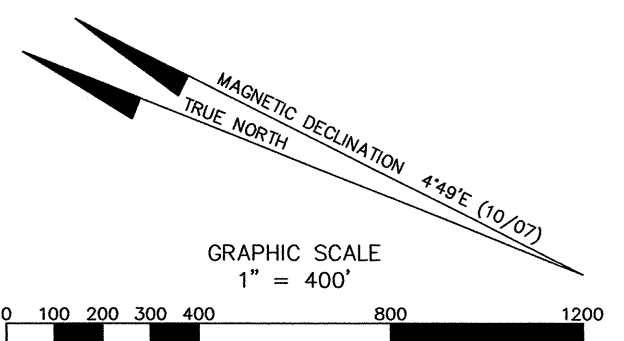 MAGNETIC DECLINATION 4°49'E (10/07)
TRUE NORTH
GRAPHIC SCALE
1" = 400'
0 100 200 300 400 800 1200